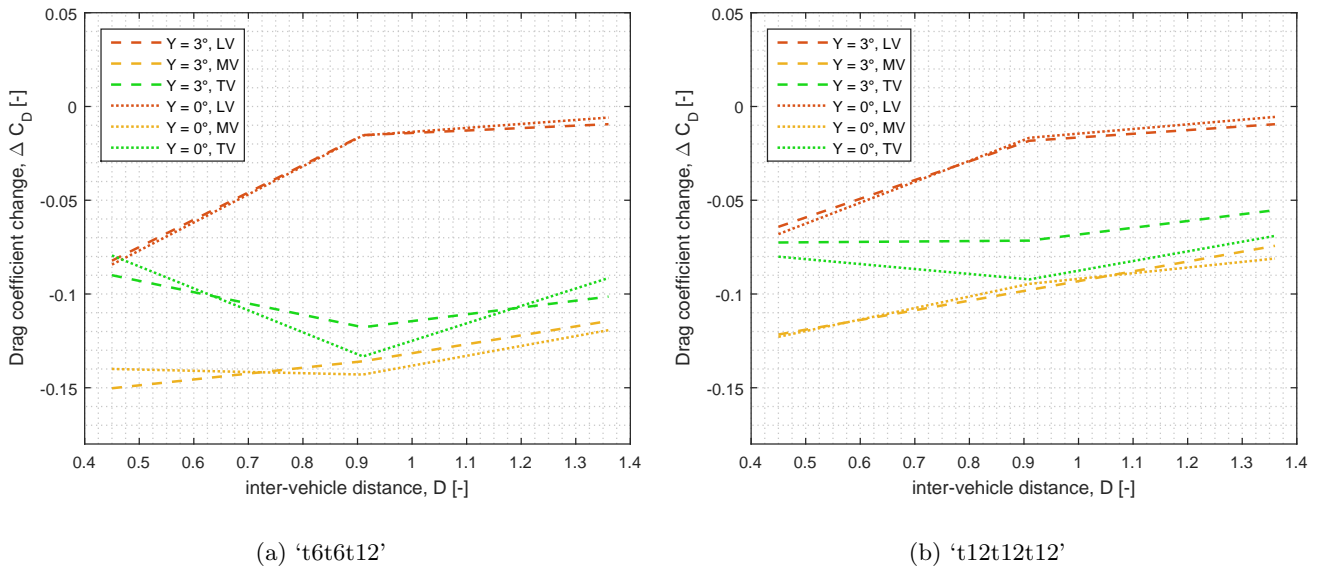 0.05
0
-0.05
-0.1
-0.15
Drag coefficient change, Δ C_D [-]
Y = 3°, LV
Y = 3°, MV
Y = 3°, TV
Y = 0°, LV
Y = 0°, MV
Y = 0°, TV
0.4 0.5 0.6 0.7 0.8 0.9 1 1.1 1.2 1.3 1.4
inter-vehicle distance, D [-]
(a) ‘t6t6t12’
0.05
0
-0.05
-0.1
-0.15
Drag coefficient change, Δ C_D [-]
Y = 3°, LV
Y = 3°, MV
Y = 3°, TV
Y = 0°, LV
Y = 0°, MV
Y = 0°, TV
0.4 0.5 0.6 0.7 0.8 0.9 1 1.1 1.2 1.3 1.4
inter-vehicle distance, D [-]
(b) ‘t12t12t12’